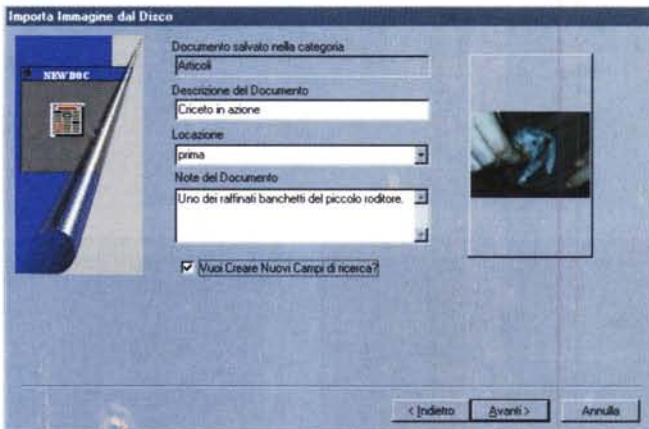 Importa Immagine dal Disco
NEW DOC
Documento salvato nella categoria
Articoli
Descrizione del Documento
Criceto in azione
Locazione
prima
Note del Documento
Uno dei raffinati banchetti del piccolo roditore.
Vuoi Creare Nuovi Campi di ricerca?
< Indietro
Avanti >
Annulla